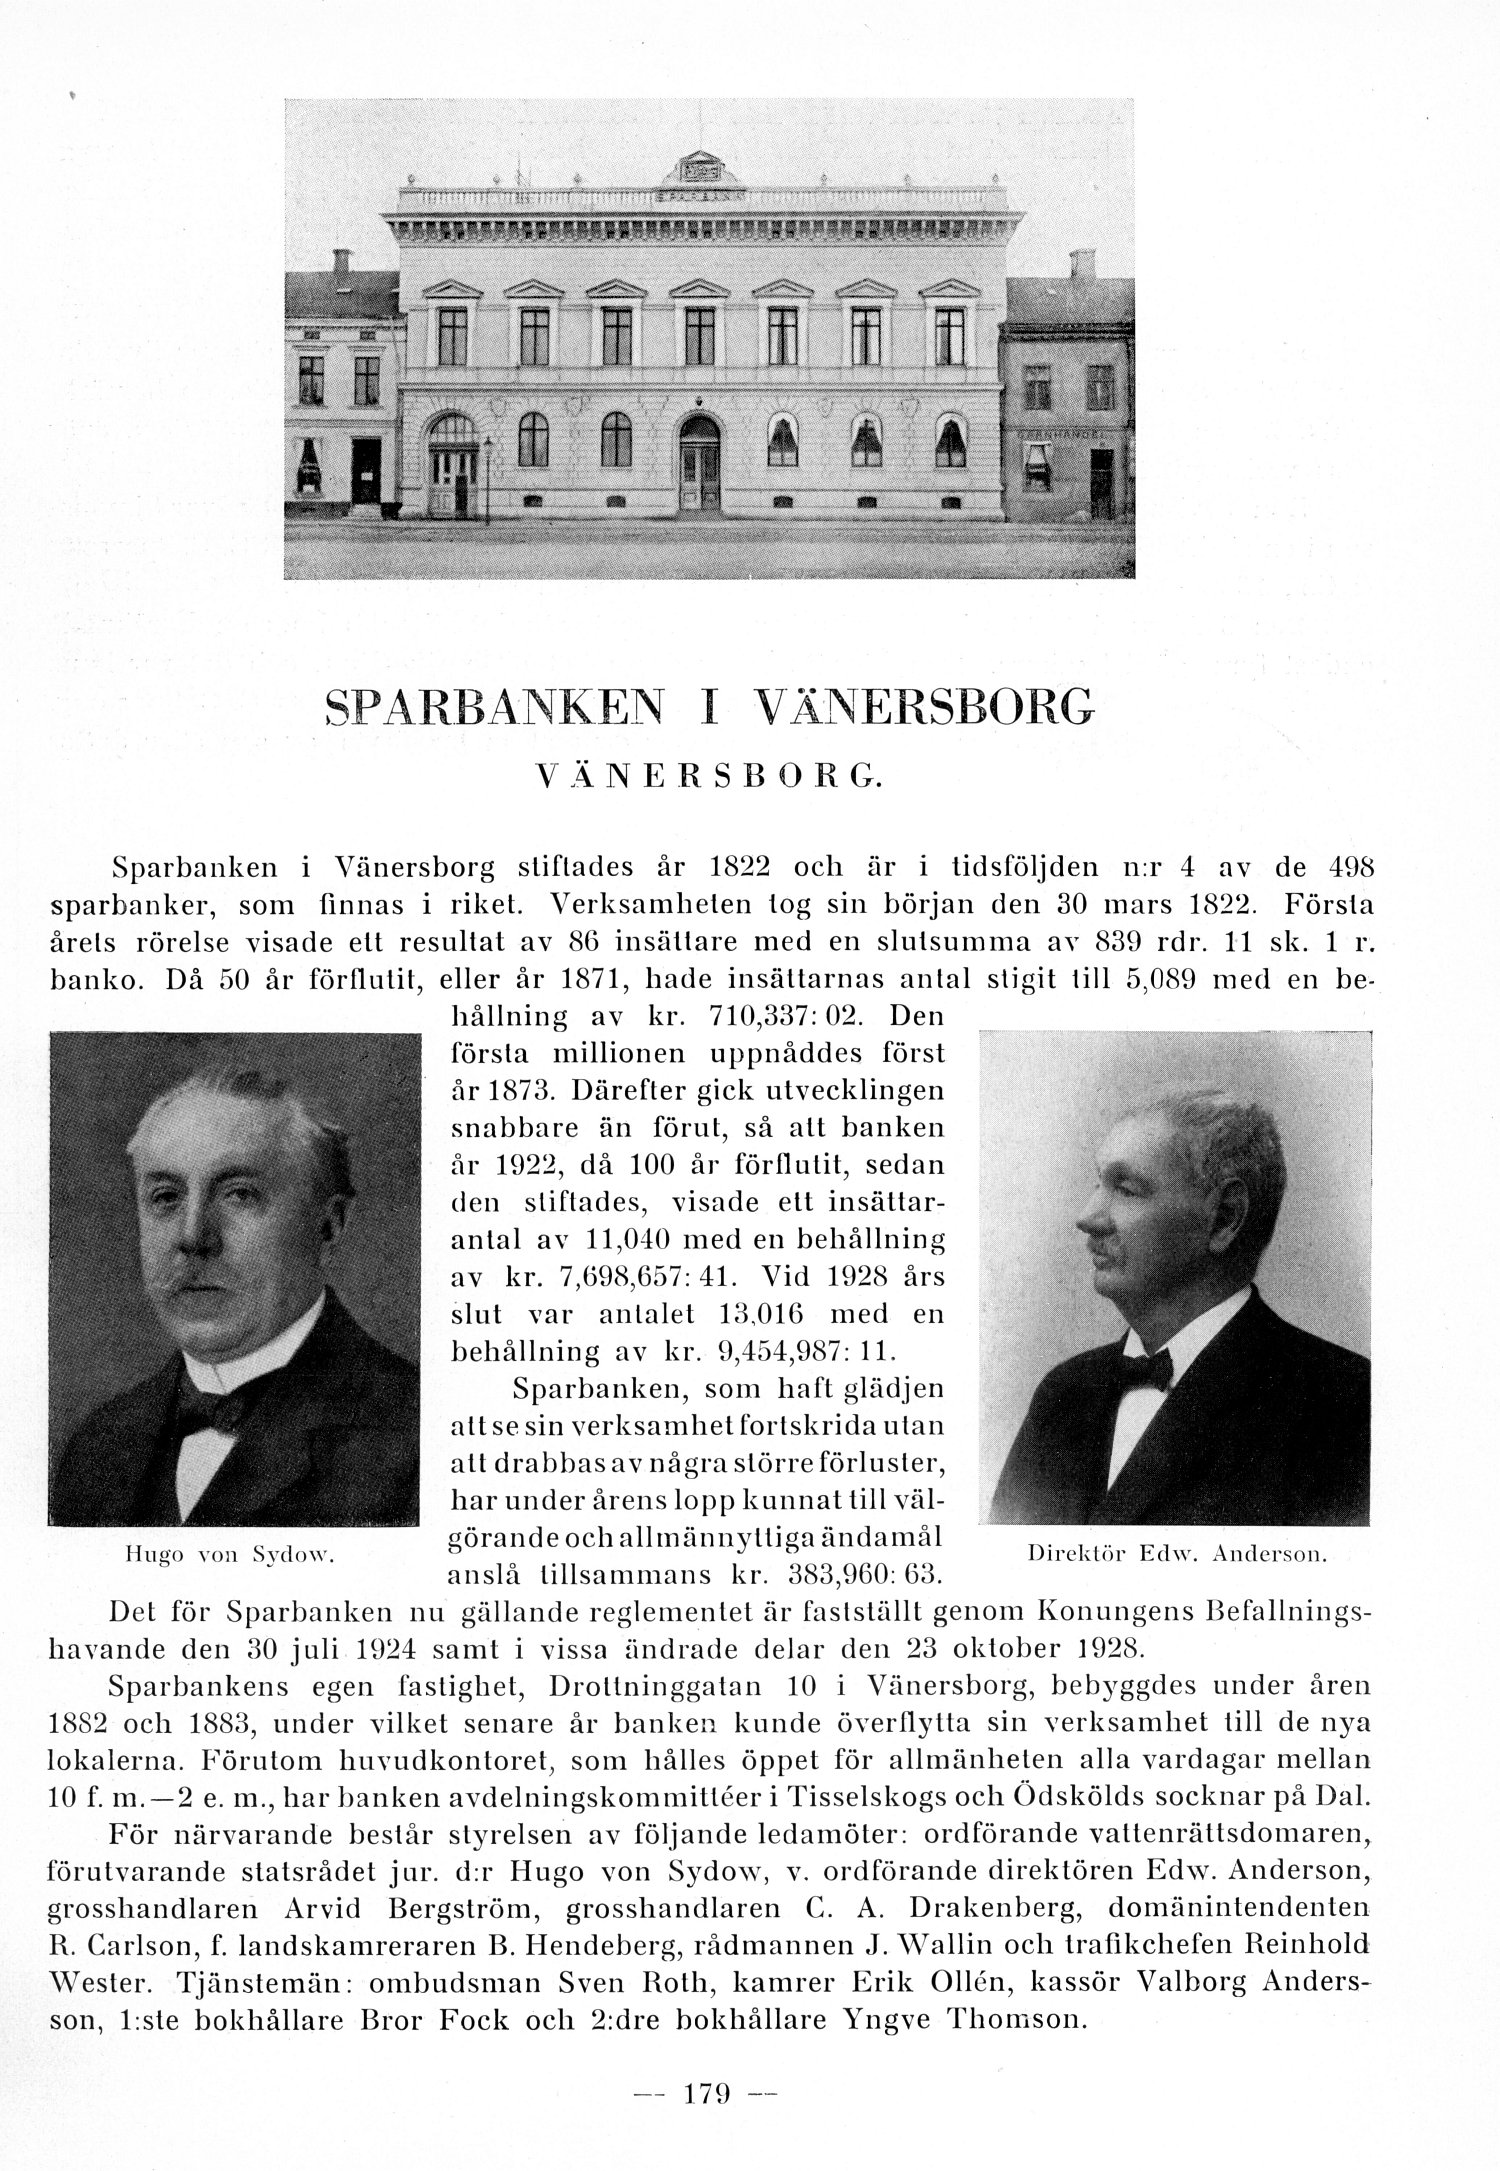 SPARBANK
SPARBANKEN I VÄNERSBORG
VÄNERSBORG.
Sparbanken i Vänersborg stiftades år 1822 och är i tidsföljden n:r 4 av de 498
sparbanker, som finnas i riket. Verksamheten tog sin början den 30 mars 1822. Första
årets rörelse visade ett resultat av 86 insättare med en slutsumma av 839 rdr. 11 sk. 1 r.
banko. Då 50 år förflutit, eller år 1871, hade insättarnas antal stigit till 5,089 med en be-
hållning av kr. 710,337: 02. Den
första millionen uppnåddes först
år 1873. Därefter gick utvecklingen
snabbare än förut, så att banken
år 1922, då 100 år förflutit, sedan
den stiftades, visade ett insättar-
antal av 11,040 med en behållning
av kr. 7,698,657: 41. Vid 1928 års
slut var antalet 13,016 med en
behållning av kr. 9,454,987: 11.
Sparbanken, som haft glädjen
att se sin verksamhet fortskrida utan
att drabbas av några större förluster,
har under årens lopp kunnat till väl-
görande och allmännyttiga ändamål
anslå tillsammans kr. 383,960: 63.
Hugo von Sydow.
Direktör Edw. Anderson.
Det för Sparbanken nu gällande reglementet är fastställt genom Konungens Befallnings-
havande den 30 juli 1924 samt i vissa ändrade delar den 23 oktober 1928.
Sparbankens egen fastighet, Drottninggatan 10 i Vänersborg, bebyggdes under åren
1882 och 1883, under vilket senare år banken kunde överflytta sin verksamhet till de nya
lokalerna. Förutom huvudkontoret, som hålles öppet för allmänheten alla vardagar mellan
10 f. m.—2 e. m., har banken avdelningskommittéer i Tisselskogs och Ödskölds socknar på Dal.
För närvarande består styrelsen av följande ledamöter: ordförande vattenrättsdomaren,
förutvarande statsrådet jur. d:r Hugo von Sydow, v. ordförande direktören Edw. Anderson,
grosshandlaren Arvid Bergström, grosshandlaren C. A. Drakenberg, domänintendenten
R. Carlson, f. landskamreraren B. Hendeberg, rådmannen J. Wallin och trafikchefen Reinhold
Wester. Tjänstemän: ombudsman Sven Roth, kamrer Erik Ollén, kassör Valborg Anders-
son, 1:ste bokhållare Bror Fock och 2:dre bokhållare Yngve Thomson.
— 179 —